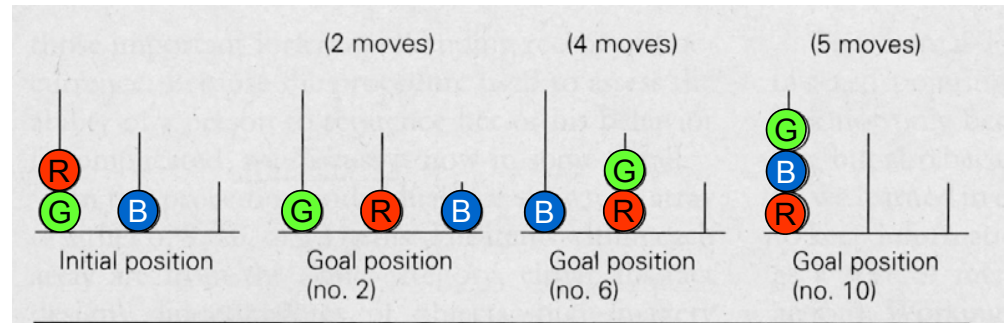 (2 moves)
(4 moves)
(5 moves)
R
G
B
G
R
B
B
G
R
G
B
R
Initial position
Goal position
(no. 2)
Goal position
(no. 6)
Goal position
(no. 10)